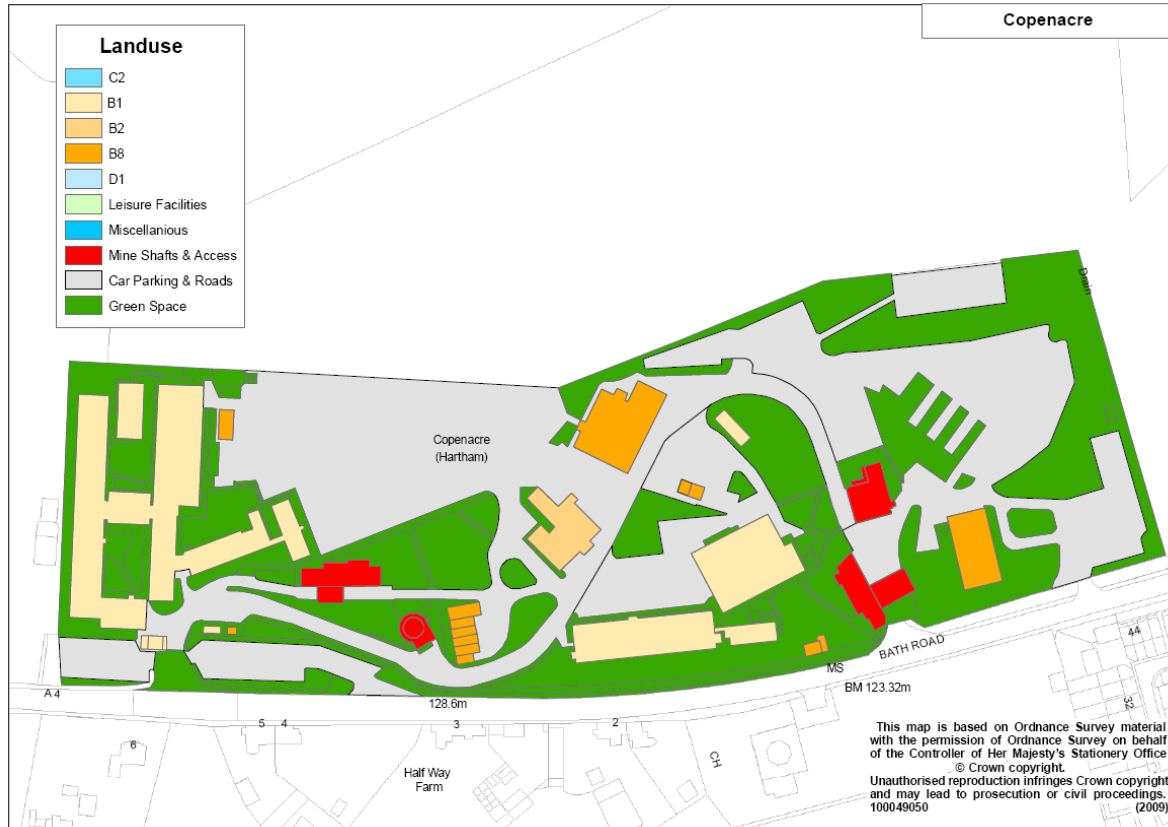 Copenacre
Landuse
C2
B1
B2
B8
D1
Leisure Facilities
Miscellanious
Mine Shafts & Access
Car Parking & Roads
Green Space
Drain
Copenacre
(Hartham)
A 4
128.6m
MS
BATH ROAD
BM 123.32m
44
32
5
4
3
2
6
CH
Half Way
Farm
This map is based on Ordnance Survey material
with the permission of Ordnance Survey on behalf
of the Controller of Her Majesty's Stationery Office
© Crown copyright.
Unauthorised reproduction infringes Crown copyright
and may lead to prosecution or civil proceedings.
100049050 (2009)